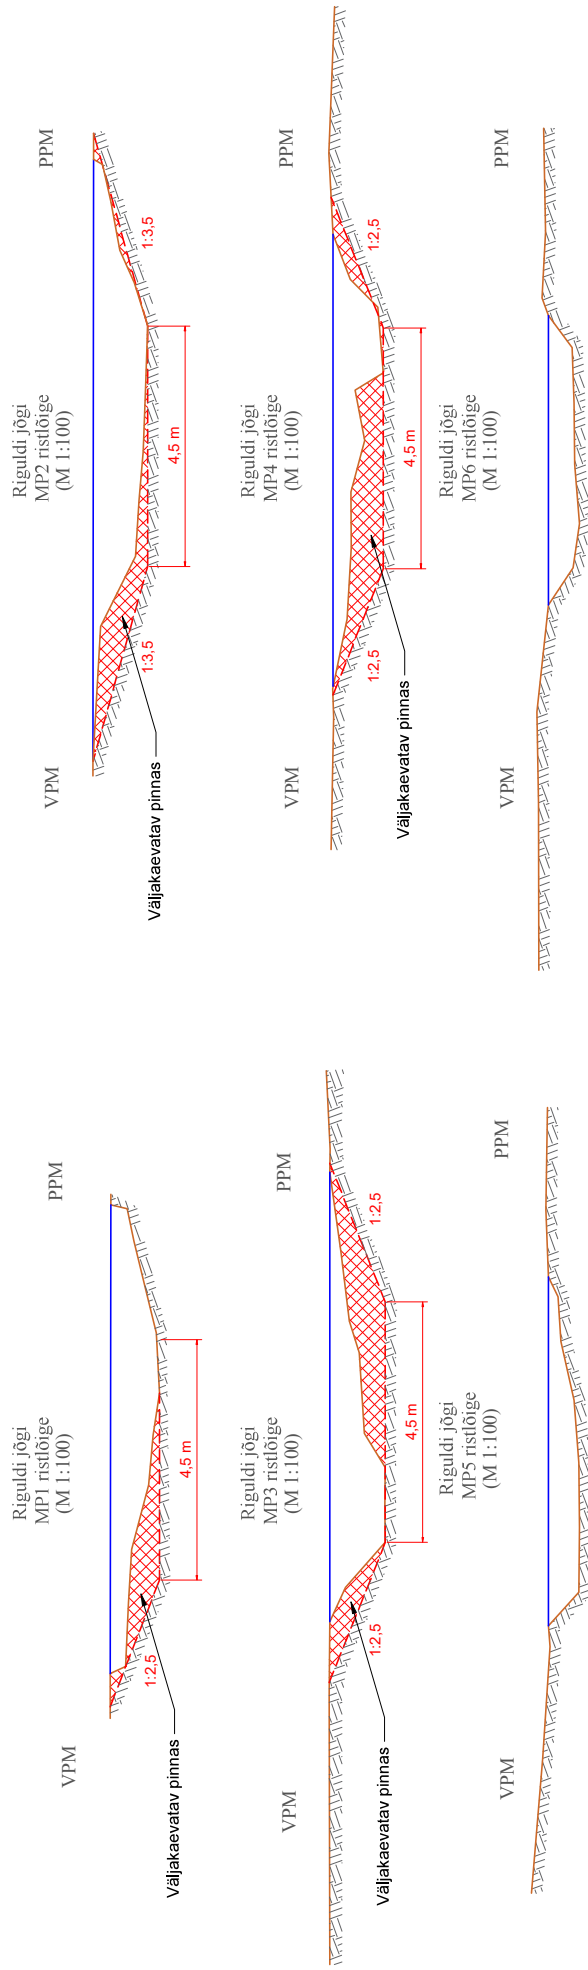 Riguldi jõgi
MP1 ristlõige
(M 1:100)
VPM
PPM
1:2,5
4,5 m
Väljakaevatav pinnas
Riguldi jõgi
MP2 ristlõige
(M 1:100)
VPM
PPM
1:3,5
1:3,5
4,5 m
Väljakaevatav pinnas
Riguldi jõgi
MP3 ristlõige
(M 1:100)
VPM
PPM
1:2,5
1:2,5
4,5 m
Väljakaevatav pinnas
Riguldi jõgi
MP4 ristlõige
(M 1:100)
VPM
PPM
1:2,5
1:2,5
4,5 m
Väljakaevatav pinnas
Riguldi jõgi
MP5 ristlõige
(M 1:100)
VPM
PPM
Riguldi jõgi
MP6 ristlõige
(M 1:100)
VPM
PPM